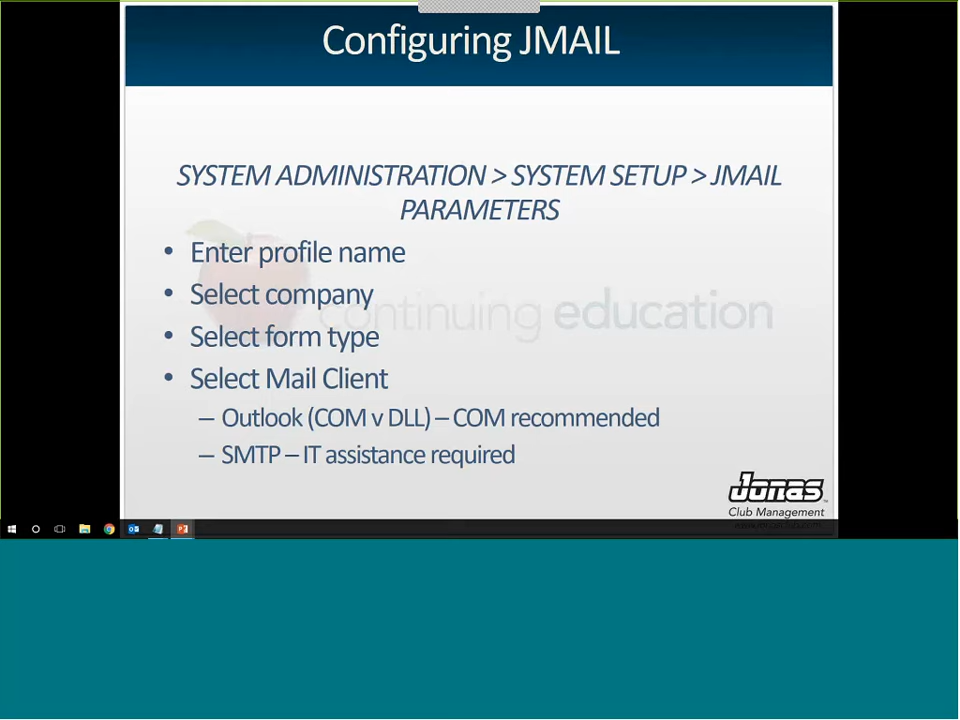 Configuring JMAIL
SYSTEM ADMINISTRATION > SYSTEM SETUP > JMAIL
PARAMETERS
• Enter profile name
• Select company
continuing education
• Select form type
• Select Mail Client
– Outlook (COM v DLL) – COM recommended
– SMTP – IT assistance required
Jonas
Club Management